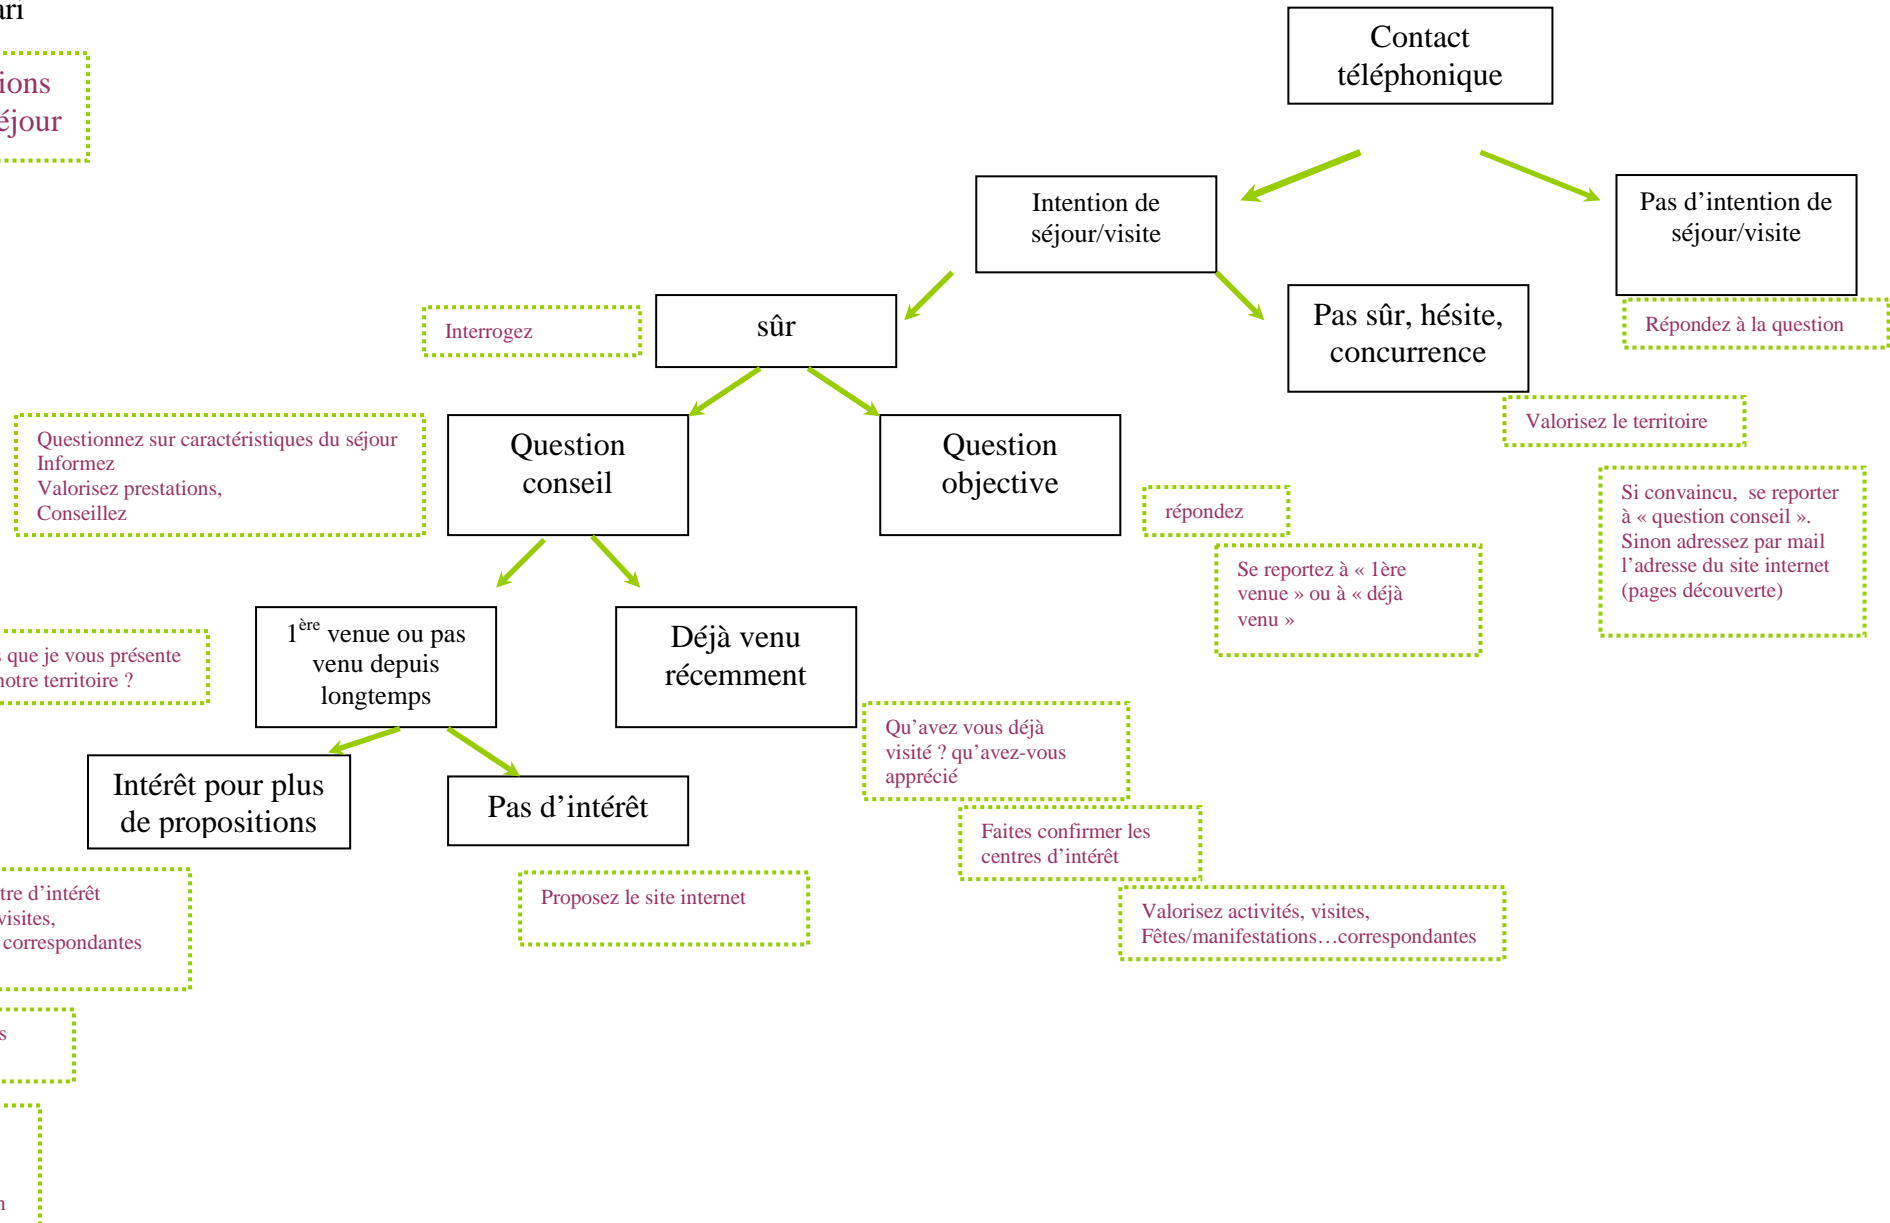 Contact
téléphonique
séjour
Intention de
séjour/visite
Pas d’intention de
séjour/visite
Interrogez
sûr
Pas sûr, hésite,
concurrence
Répondez à la question
Questionnez sur caractéristiques du séjour
Informez
Valorisez prestations,
Conseillez
Question
conseil
Question
objective
Valorisez le territoire
répondez
Si convaincu, se reporter
à « question conseil ».
Sinon adressez par mail
l’adresse du site internet
(pages découverte)
Se reportez à « 1ère
venue » ou à « déjà
venu »
que je vous présente
notre territoire ?
1ère venue ou pas
venu depuis
longtemps
Déjà venu
récemment
Qu’avez vous déjà
visité ? qu’avez-vous
apprécié
Intérêt pour plus
de propositions
Pas d’intérêt
Faites confirmer les
centres d’intérêt
d’intérêt
visites,
correspondantes
Proposez le site internet
Valorisez activités, visites,
Fêtes/manifestations…correspondantes